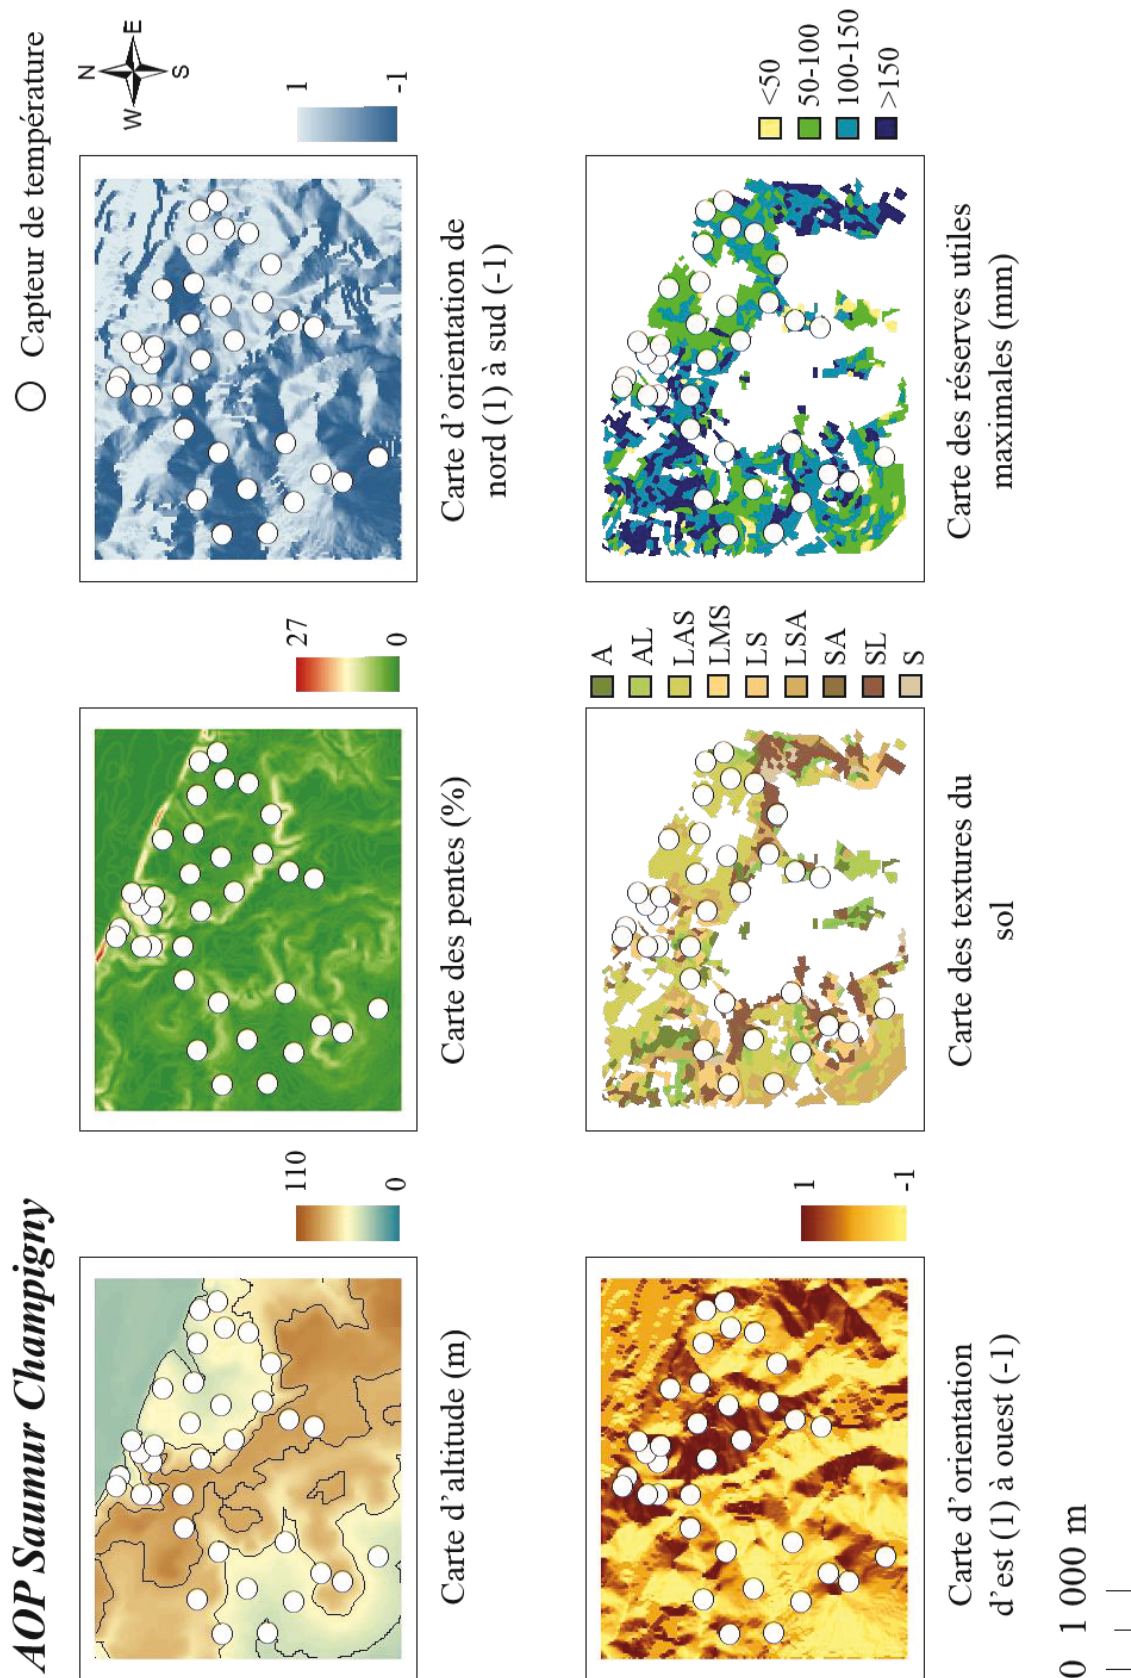 AOP Saumur Champigny
Capteur de température
N
E
S
W
110
0
Carte d'altitude (m)
27
0
Carte des pentes (%)
1
-1
Carte d'orientation de
nord (1) à sud (-1)
1
-1
Carte d'orientation
d'est (1) à ouest (-1)
A
AL
LAS
LMS
LS
LSA
SA
SL
S
Carte des textures du
sol
<50
50-100
100-150
>150
Carte des réserves utiles
maximales (mm)
0 1 000 m